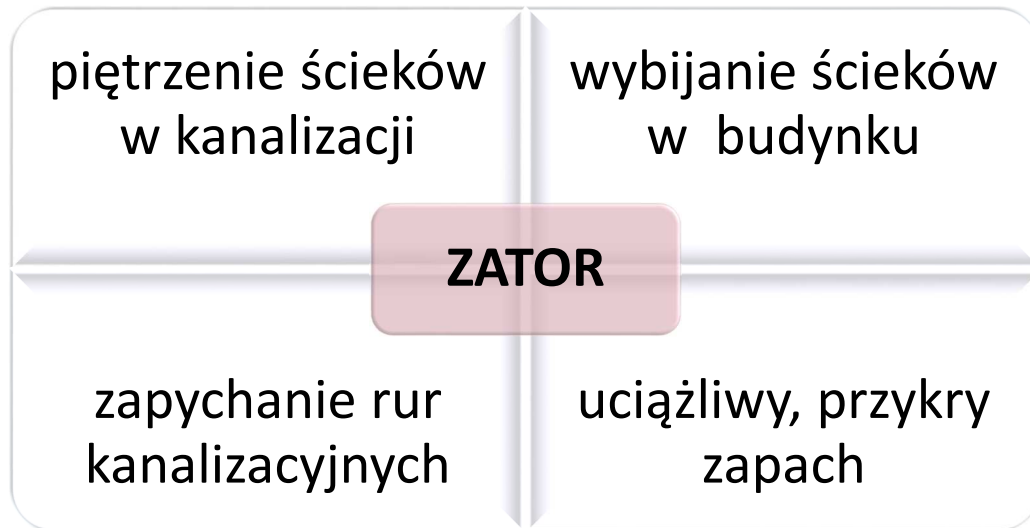 piętrzenie ścieków
w kanalizacji
wybijanie ścieków
w budynku
ZATOR
zapychanie rur
kanalizacyjnych
uciążliwy, przykry
zapach